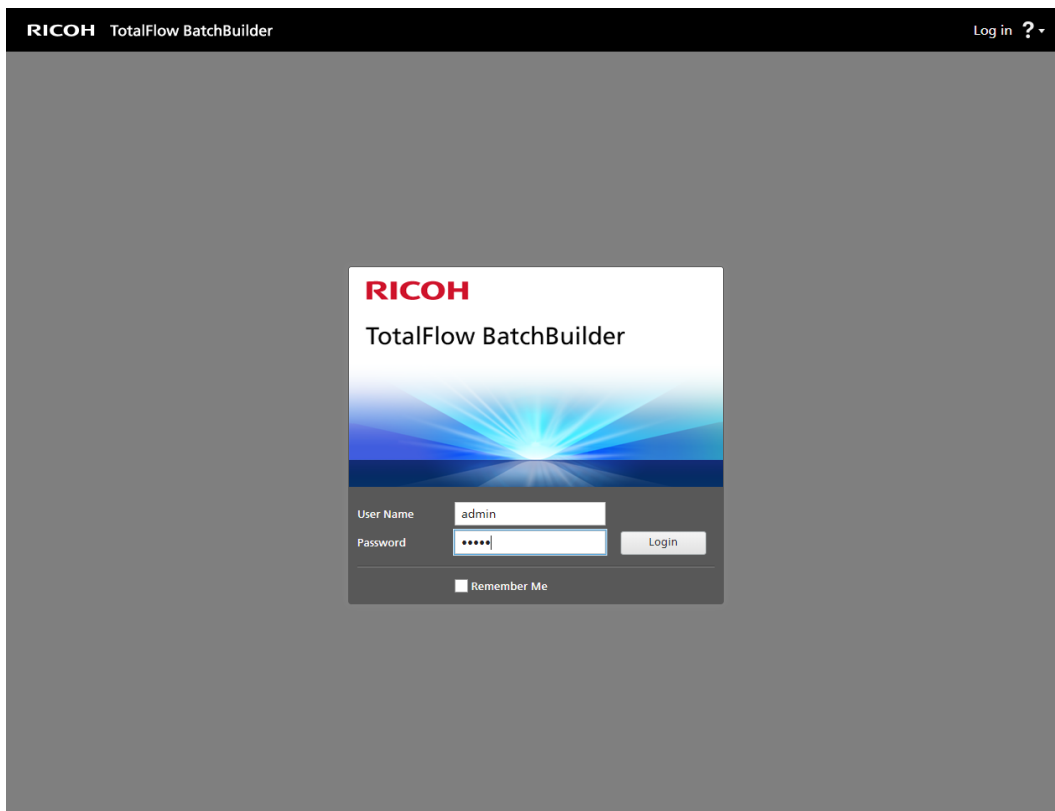 RICOH TotalFlow BatchBuilder Log in ?
RICOH
TotalFlow BatchBuilder
User Name admin
Password •••••
Login
Remember Me